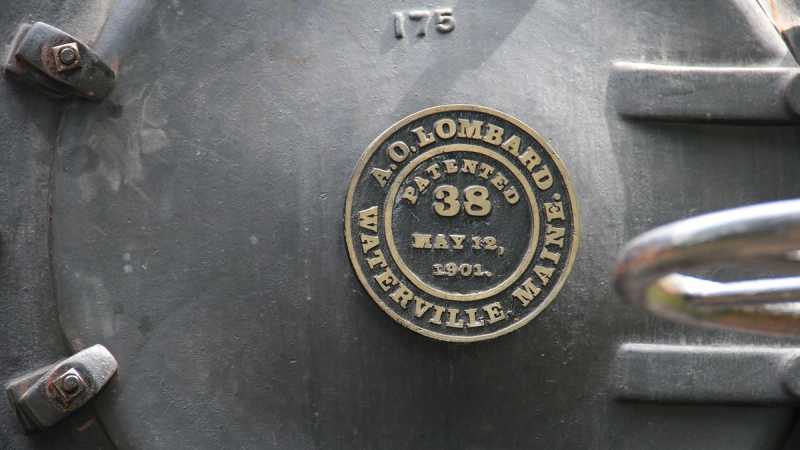 175
A.O. LOMBARD.
WATERVILLE, MAINE.
PATENTED
38
MAY 12,
1901.